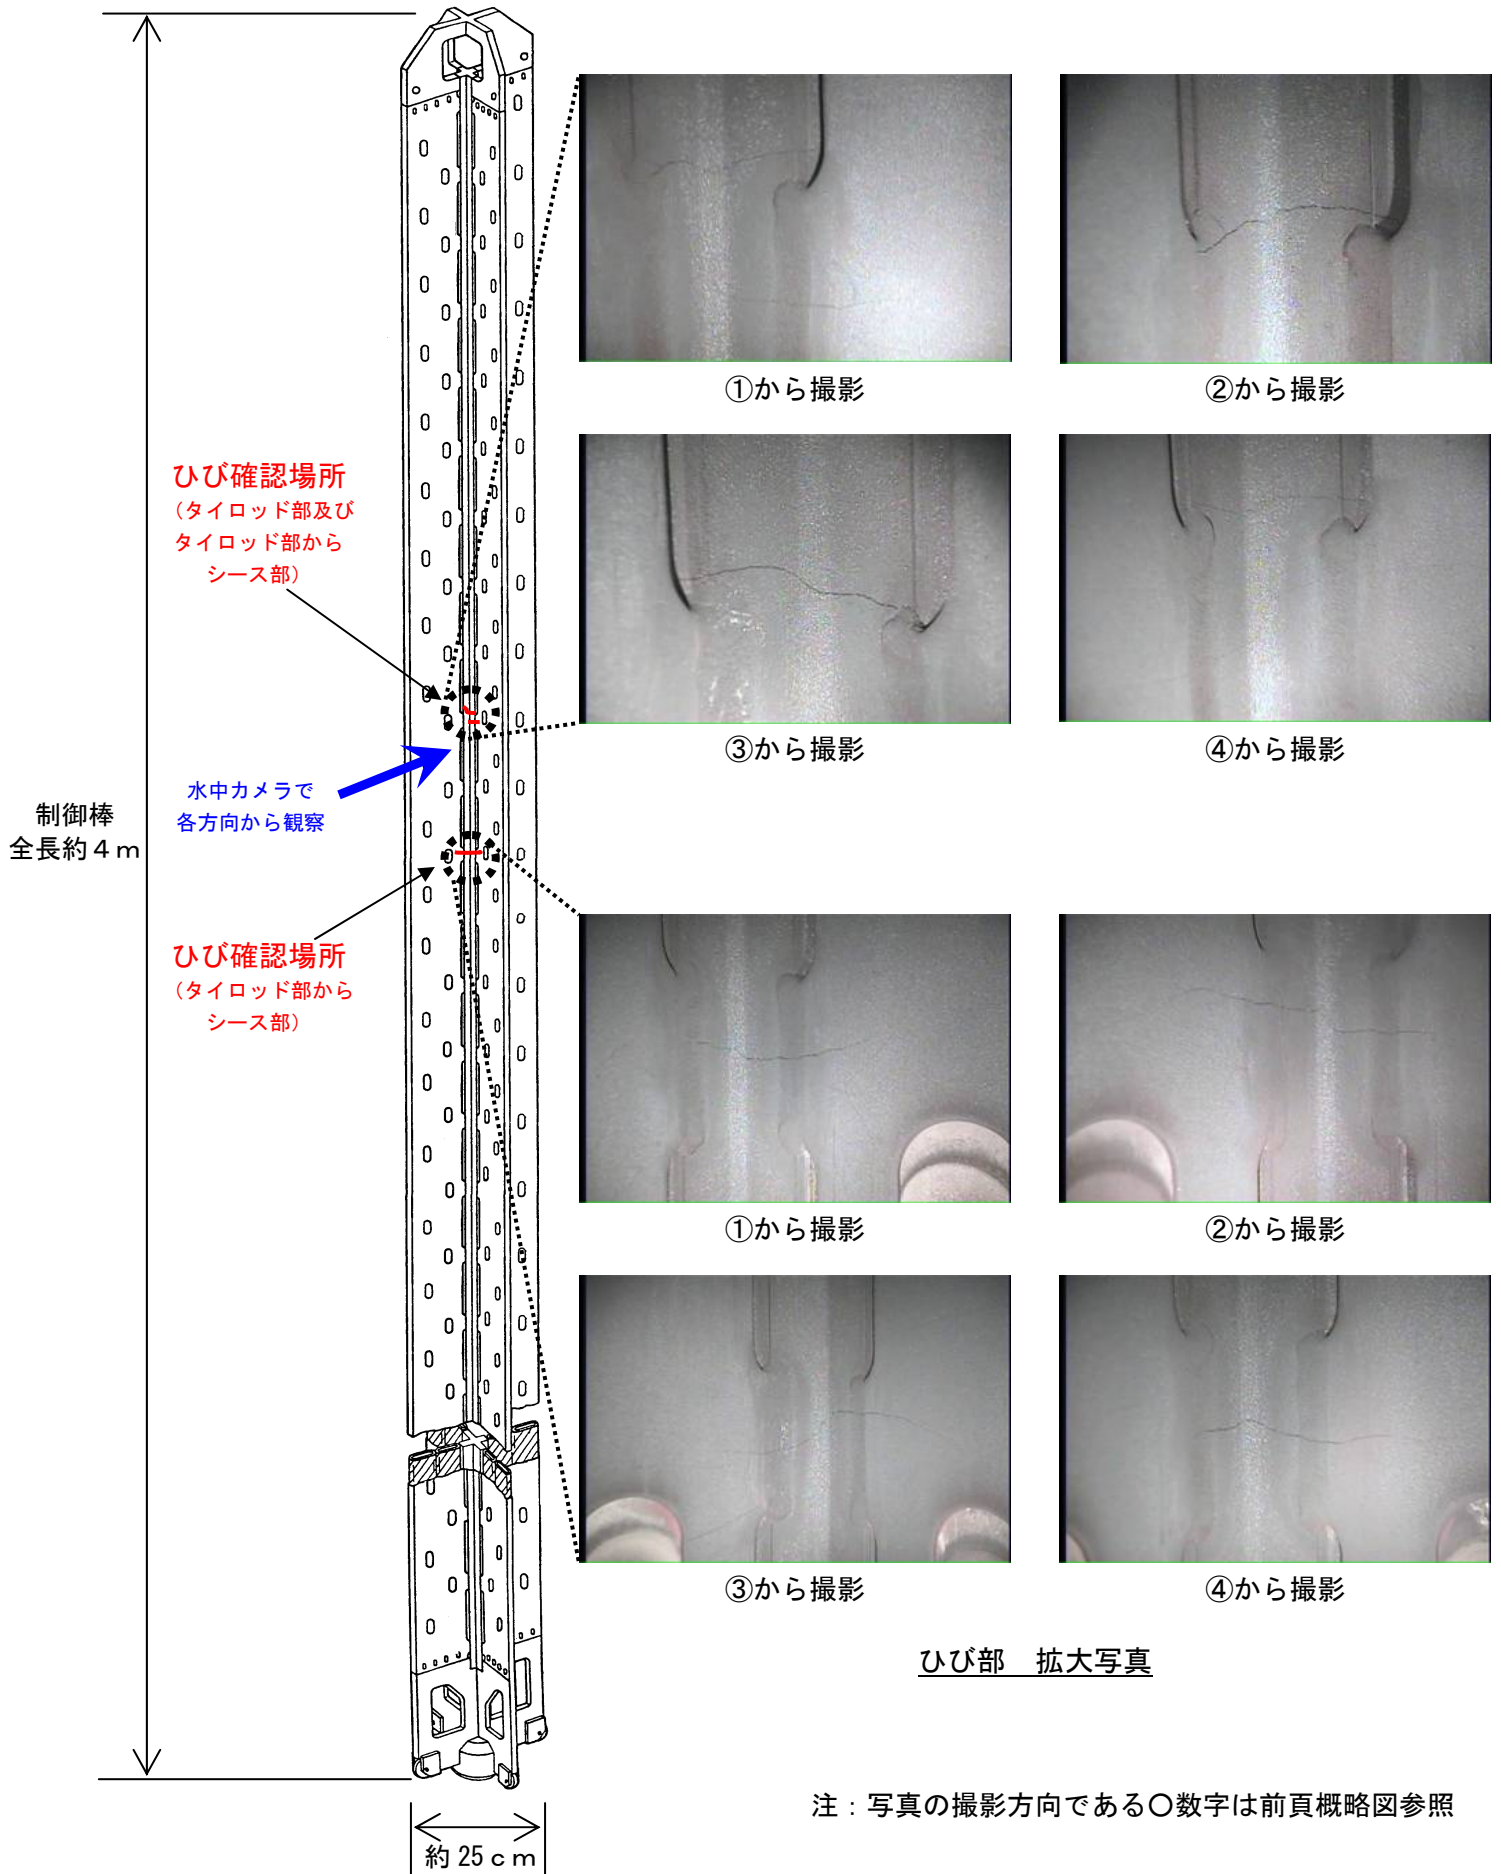 ①から撮影
②から撮影
ひび確認場所
（タイロッド部及び
タイロッド部から
シース部）
③から撮影
④から撮影
水中カメラで
各方向から観察
制御棒
全長約４ｍ
ひび確認場所
（タイロッド部から
シース部）
①から撮影
②から撮影
③から撮影
④から撮影
ひび部　拡大写真
注：写真の撮影方向である〇数字は前頁概略図参照
約 25 ｃｍ